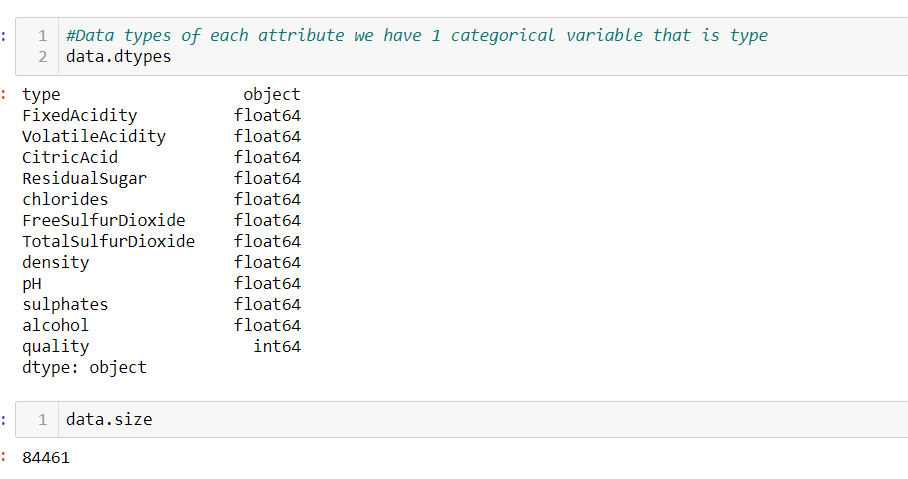 1 #Data types of each attribute we have 1 categorical variable that is type
2 data.dtypes
type object
FixedAcidity float64
VolatileAcidity float64
CitricAcid float64
ResidualSugar float64
chlorides float64
FreeSulfurDioxide float64
TotalSulfurDioxide float64
density float64
pH float64
sulphates float64
alcohol float64
quality int64
dtype: object
1 data.size
84461